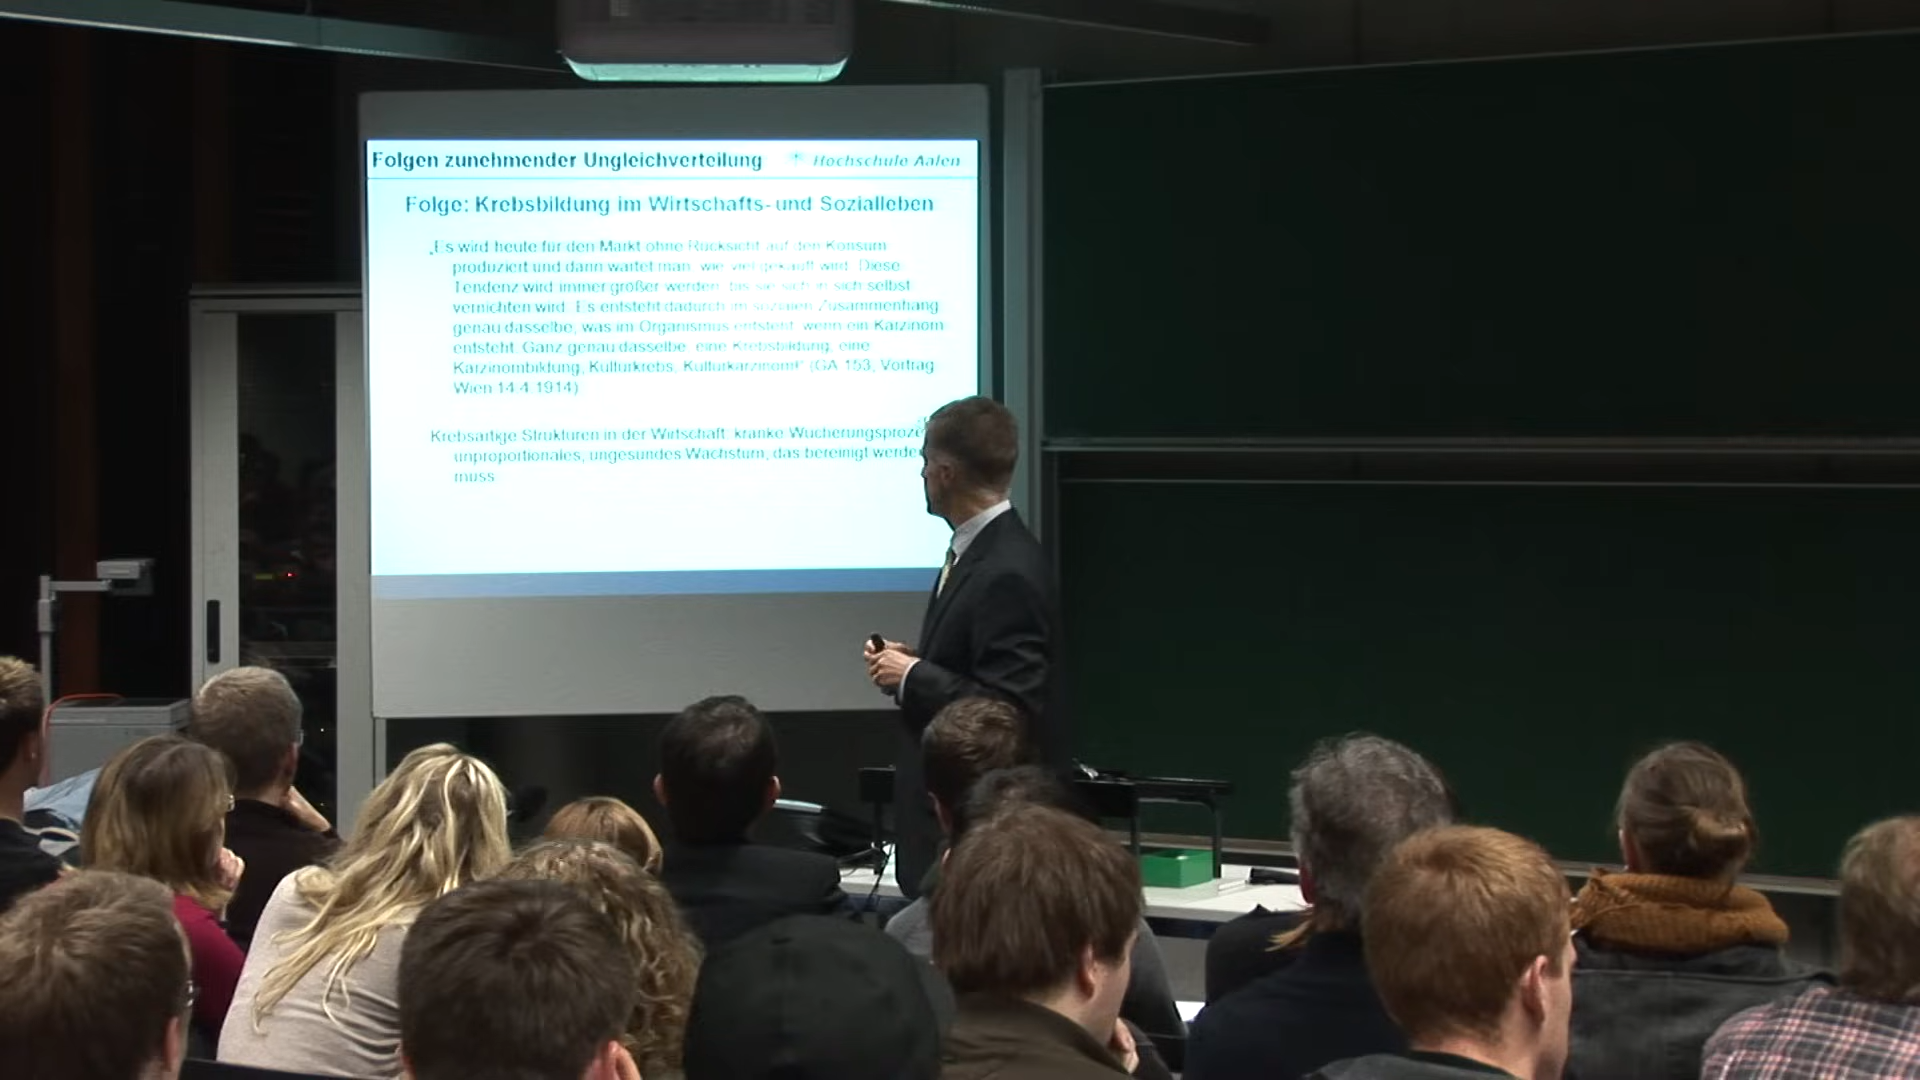 Folgen zunehmender Ungleichverteilung
Hochschule Aalen
Folge: Krebsbildung im Wirtschafts- und Sozialleben
„Es wird heute für den Markt ohne Rücksicht auf den Konsum
produziert und dann wartet man, wie viel gekauft wird. Diese
Tendenz wird immer größer werden, bis sie sich in sich selbst
vernichten wird. Es entsteht dadurch im sozialen Zusammenhang
genau dasselbe, was im Organismus entsteht, wenn ein Karzinom
entsteht. Ganz genau dasselbe, eine Krebsbildung, eine
Karzinombildung, Kulturkrebs, Kulturkarzinom!“ (GA 153, Vortrag
Wien 14.4.1914)
Krebsartige Strukturen in der Wirtschaft: kranke
unproportionales, ungesundes Wachstum, das bereinigt
muss